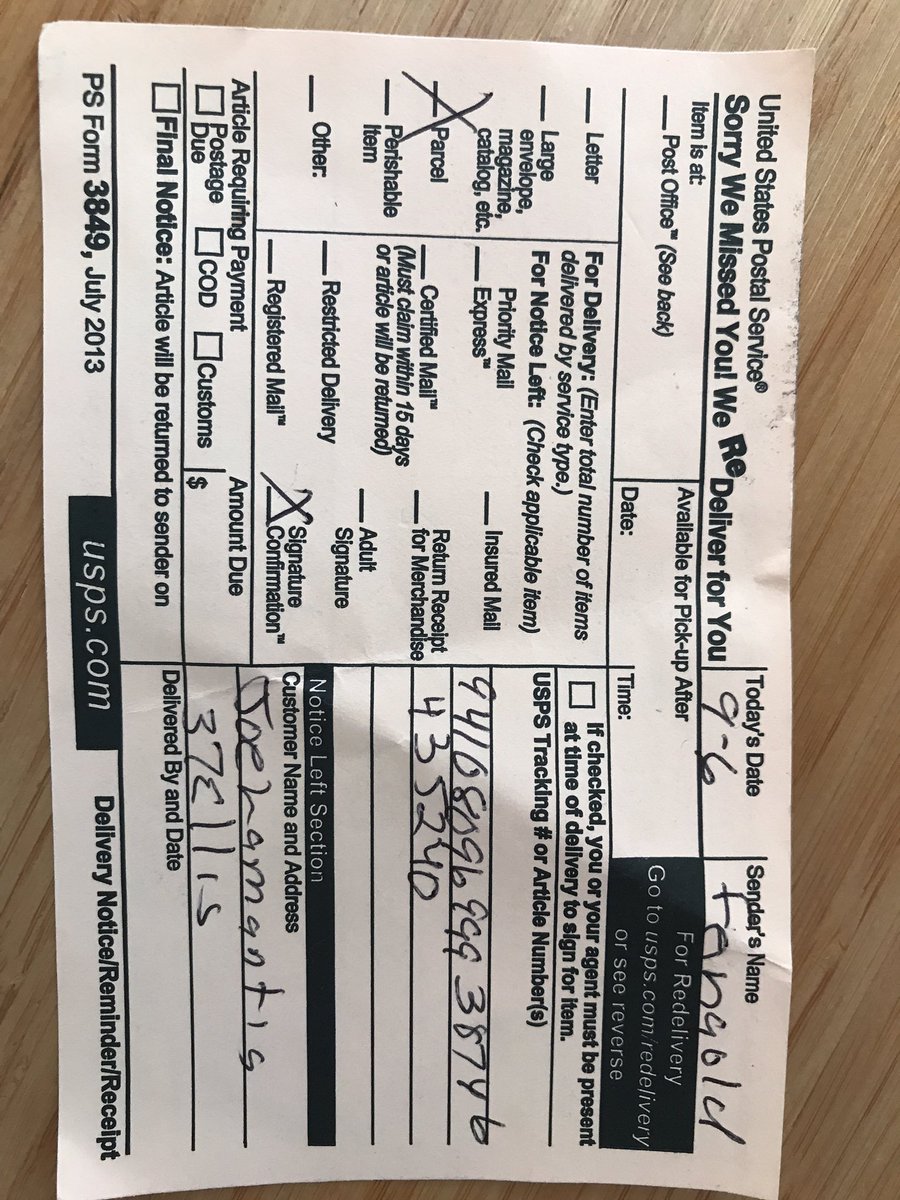 United States Postal Service®
Sorry We Missed You! We ReDeliver for You
Today's Date
9-6
Sender's Name
Item is at:
Post Office™ (See back)
Available for Pick-up After
Date:
Time:
For Redelivery
Go to usps.com/redelivery
or see reverse
Letter
Large
envelope,
magazine,
catalog, etc.
X Parcel
Perishable
Item
Other:
For Delivery: (Enter total number of items
delivered by service type.)
For Notice Left: (Check applicable item)
Priority Mail
Express™
Certified Mail™
(Must claim within 15 days
or article will be returned)
Restricted Delivery
Registered Mail™
Insured Mail
Return Receipt
for Merchandise
Adult
Signature
X Signature
Confirmation™
If checked, you or your agent must be present
at time of delivery to sign for item.
USPS Tracking # or Article Number(s)
435240
Notice Left Section
Customer Name and Address
37 Ellis
Article Requiring Payment
Postage
Due
COD
Customs
Amount Due
$
Final Notice: Article will be returned to sender on
Delivered By and Date
PS Form 3849, July 2013
usps.com
Delivery Notice/Reminder/Receipt